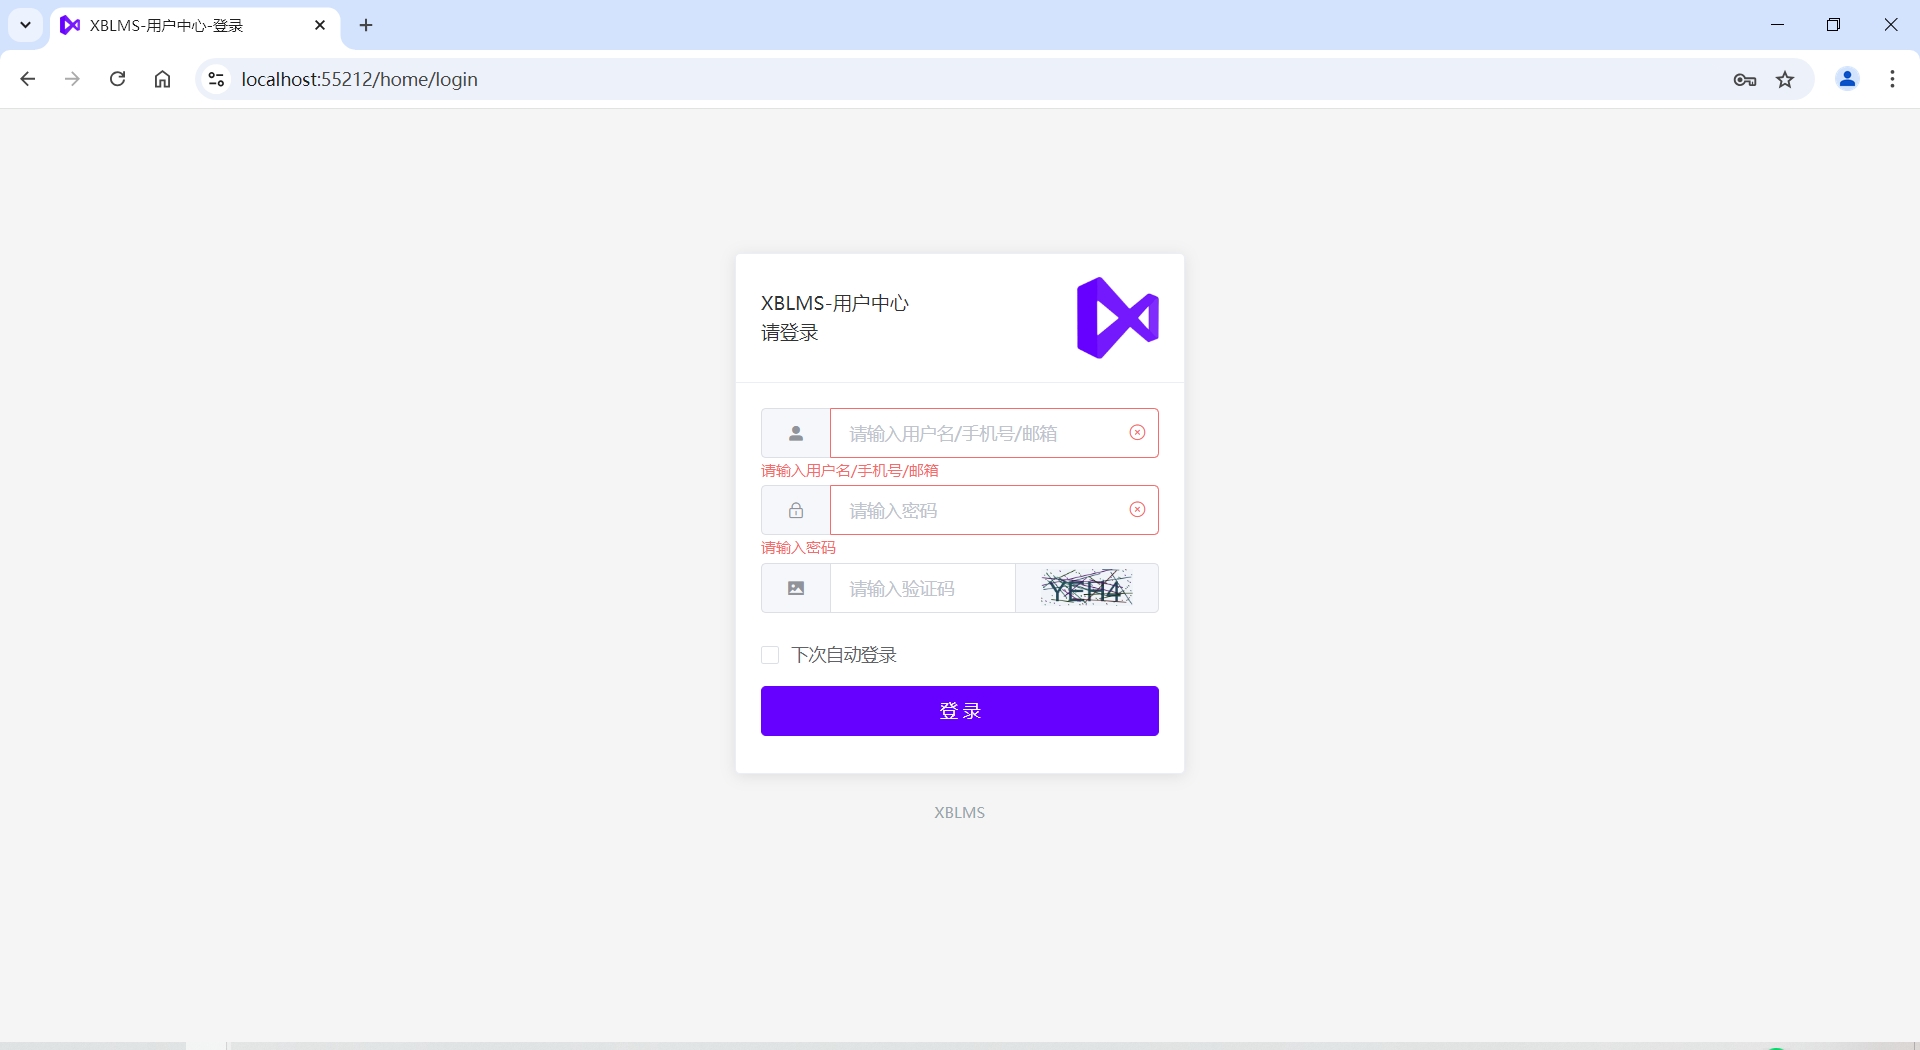 XBLMS-用户中心-登录
localhost:55212/home/login
XBLMS-用户中心
请登录
请输入用户名/手机号/邮箱
请输入用户名/手机号/邮箱
请输入密码
请输入密码
请输入验证码
YEH4
下次自动登录
登 录
XBLMS